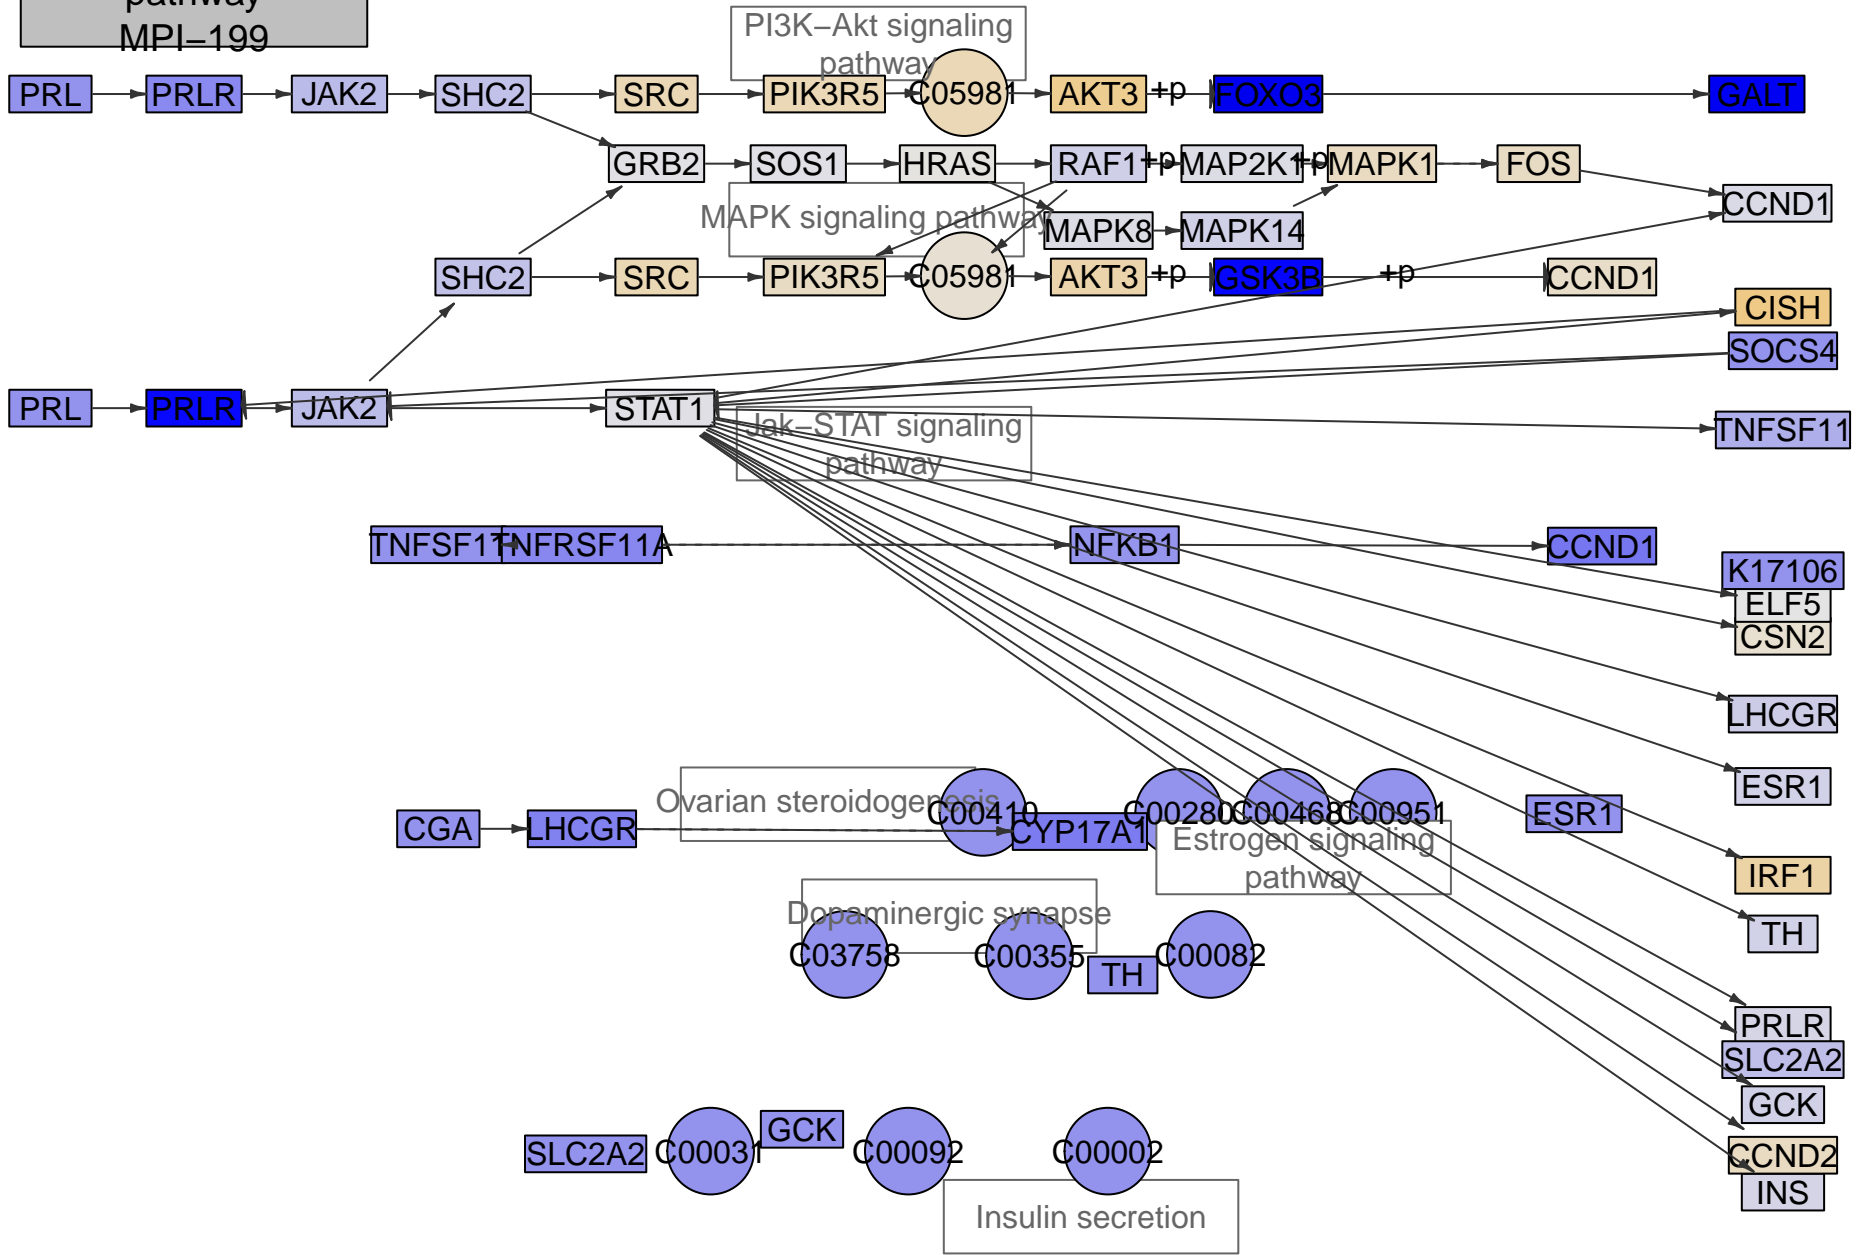 pathway
MPI–199
PI3K–Akt signaling
pathway
PRL
PRLR
JAK2
SHC2
SRC
PIK3R5
C05981
AKT3
+p
FOXO3
GALT
GRB2
SOS1
HRAS
RAF1
+p
MAP2K1
+p
MAPK1
FOS
CCND1
MAPK signaling pathway
MAPK8
MAPK14
SHC2
SRC
PIK3R5
C05981
AKT3
+p
GSK3B
+p
CCND1
CISH
SOCS4
PRL
PRLR
JAK2
STAT1
Jak–STAT signaling
pathway
TNFSF11
TNFSF11
TNFRSF11A
NFKB1
CCND1
K17106
ELF5
CSN2
LHCGR
ESR1
Ovarian steroidogenesis
C00410
C00280
C00468
C00951
ESR1
CGA
LHCGR
CYP17A1
Estrogen signaling
pathway
IRF1
Dopaminergic synapse
TH
C03758
C00355
TH
C00082
PRLR
SLC2A2
GCK
SLC2A2
C00031
GCK
C00092
C00002
CCND2
INS
Insulin secretion